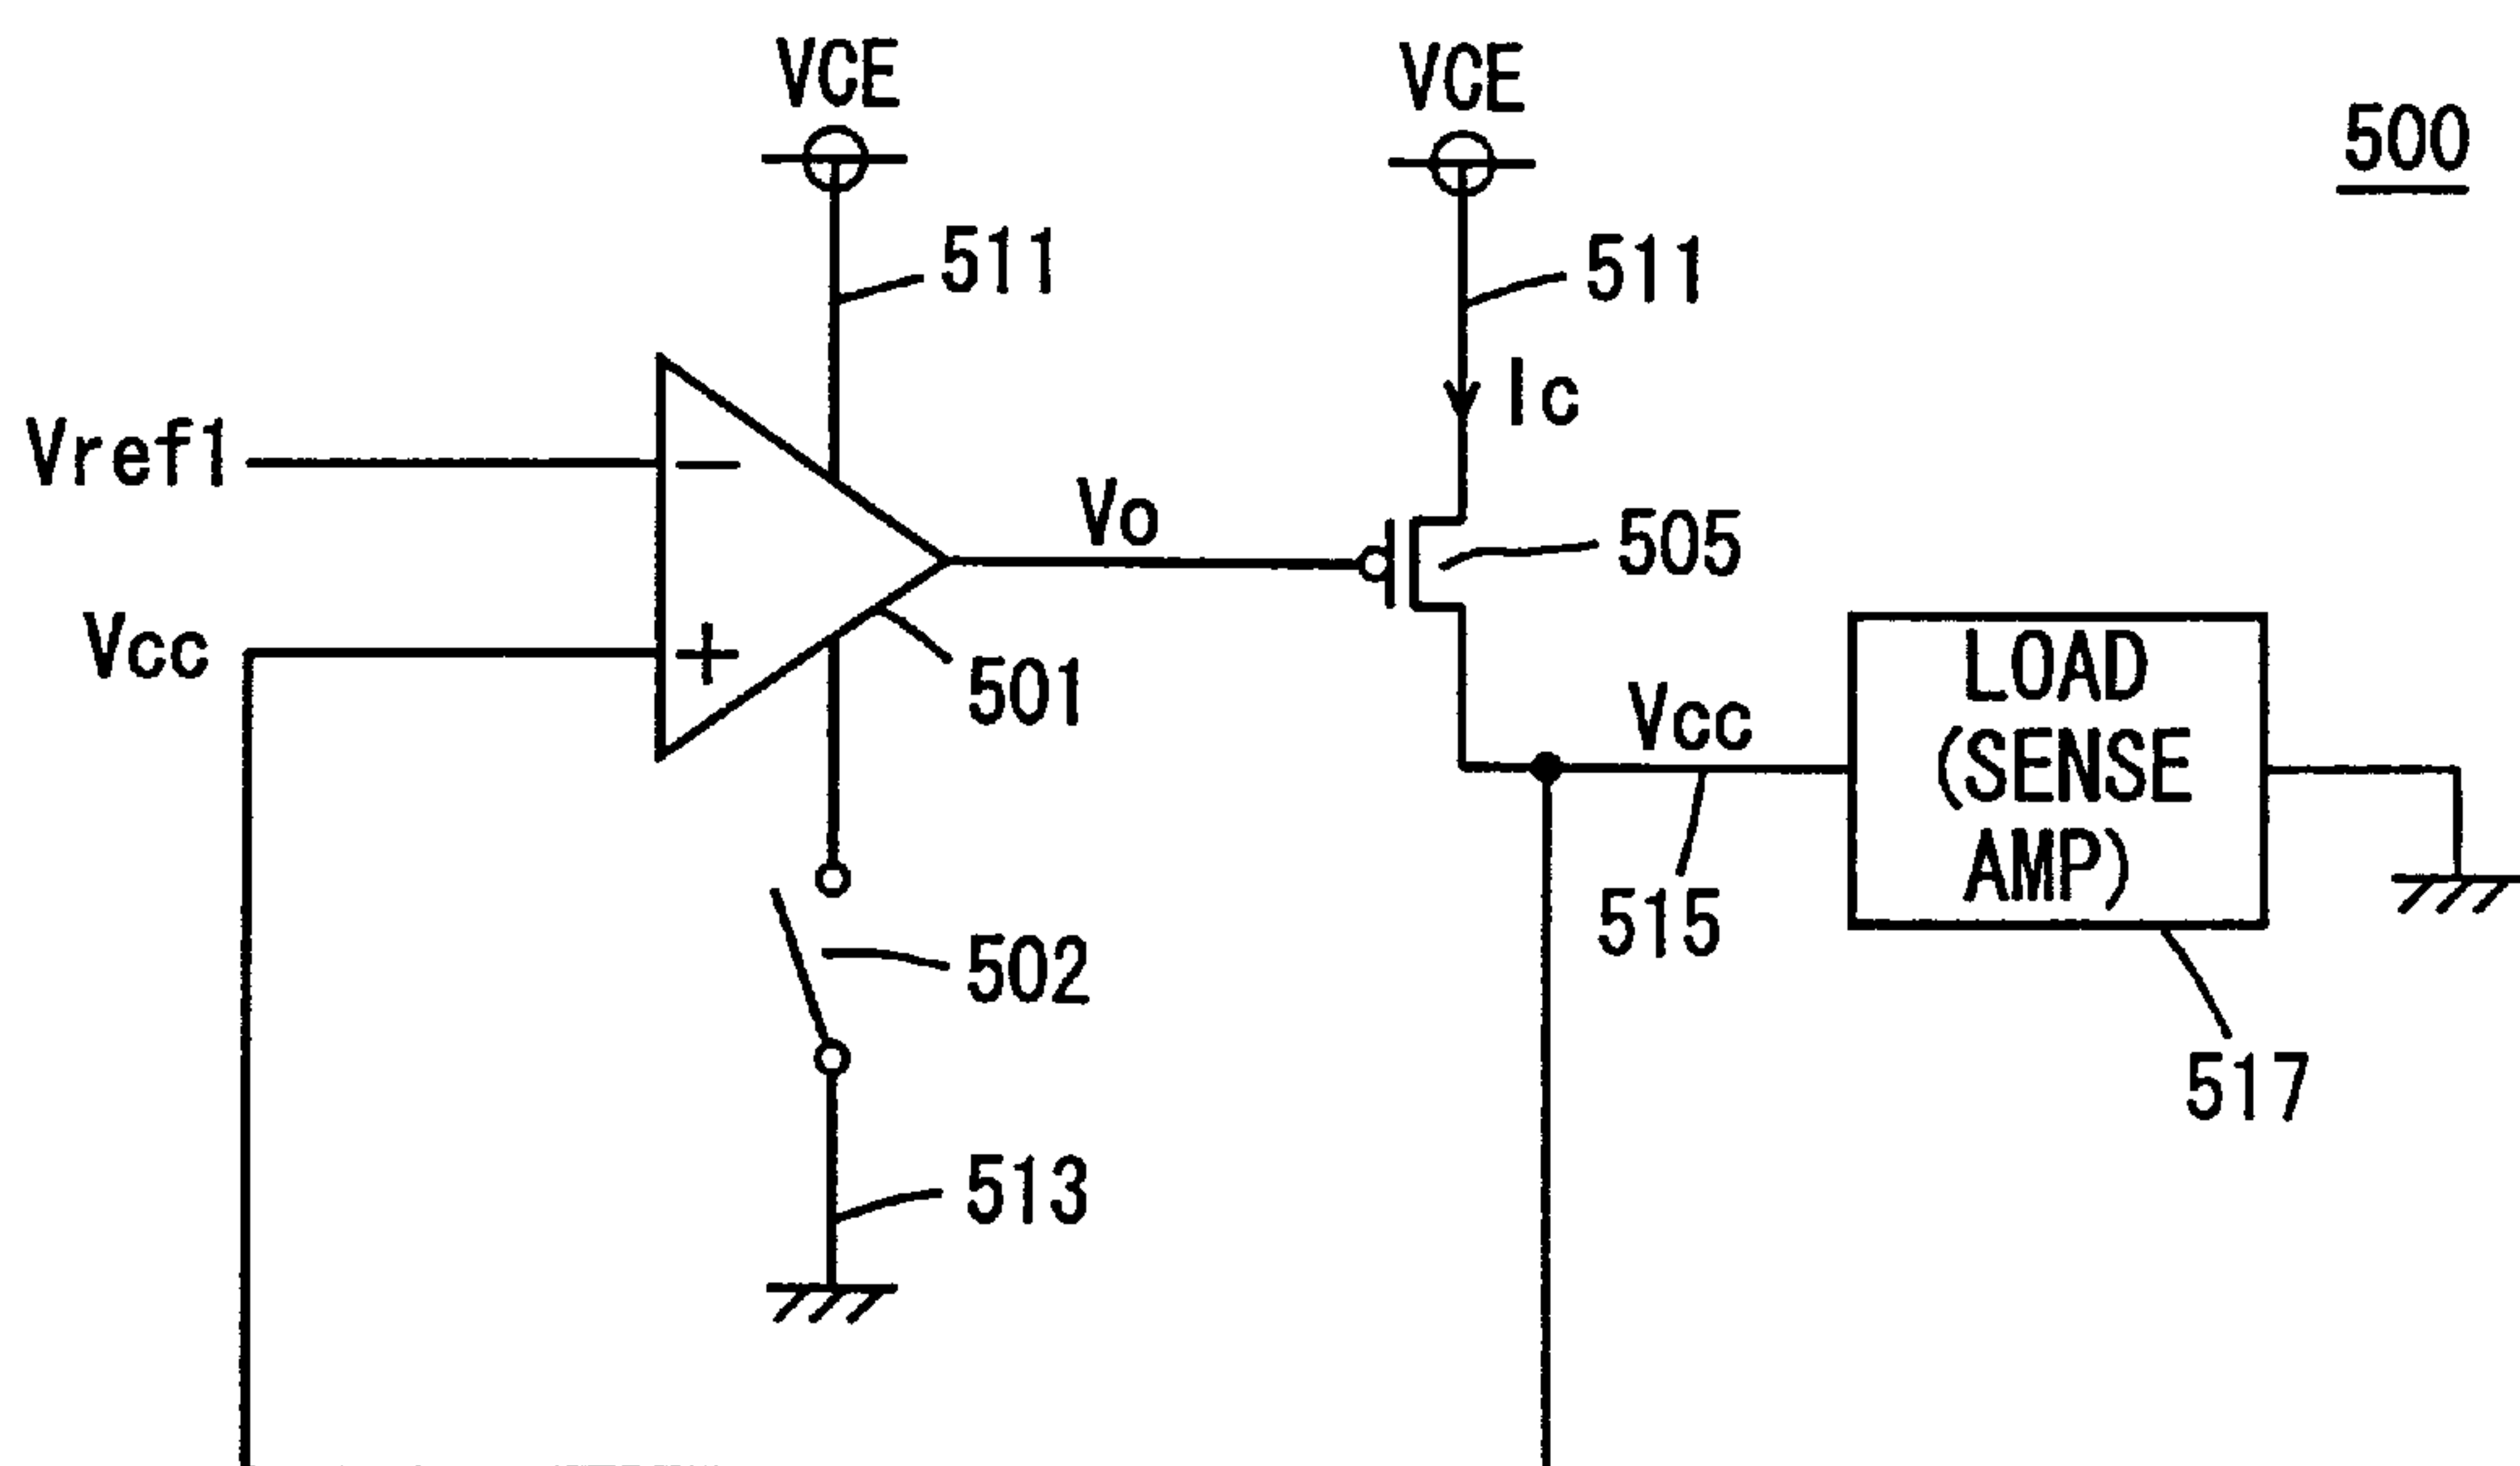 VCE
VCE
500
511
511
Ic
Vref1
−
Vo
505
Vcc
+
501
LOAD
(SENSE
AMP)
Vcc
515
502
517
513